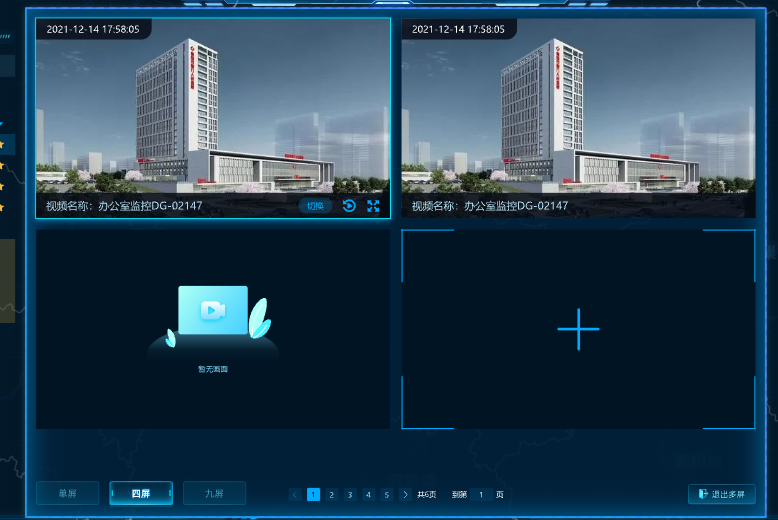 2021-12-14 17:58:05
2021-12-14 17:58:05
视频名称：办公室监控DG-02147
切换
视频名称：办公室监控DG-02147
暂无画面
单屏
四屏
九屏
1 2 3 4 5
共6页
到第 1 页
退出多屏